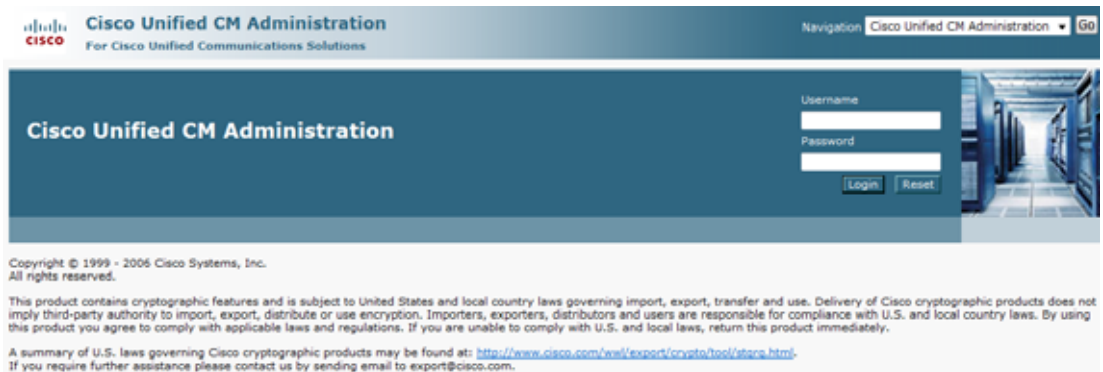 Cisco Unified CM Administration
For Cisco Unified Communications Solutions
CISCO
Navigation Cisco Unified CM Administration Go
Cisco Unified CM Administration
Username
Password
Login Reset
Copyright © 1999 - 2006 Cisco Systems, Inc.
All rights reserved.
This product contains cryptographic features and is subject to United States and local country laws governing import, export, transfer and use. Delivery of Cisco cryptographic products does not
imply third-party authority to import, export, distribute or use encryption. Importers, exporters, distributors and users are responsible for compliance with U.S. and local country laws. By using
this product you agree to comply with applicable laws and regulations. If you are unable to comply with U.S. and local laws, return this product immediately.
A summary of U.S. laws governing Cisco cryptographic products may be found at: http://www.cisco.com/wwl/export/crypto/tool/stqrg.html.
If you require further assistance please contact us by sending email to export@cisco.com.